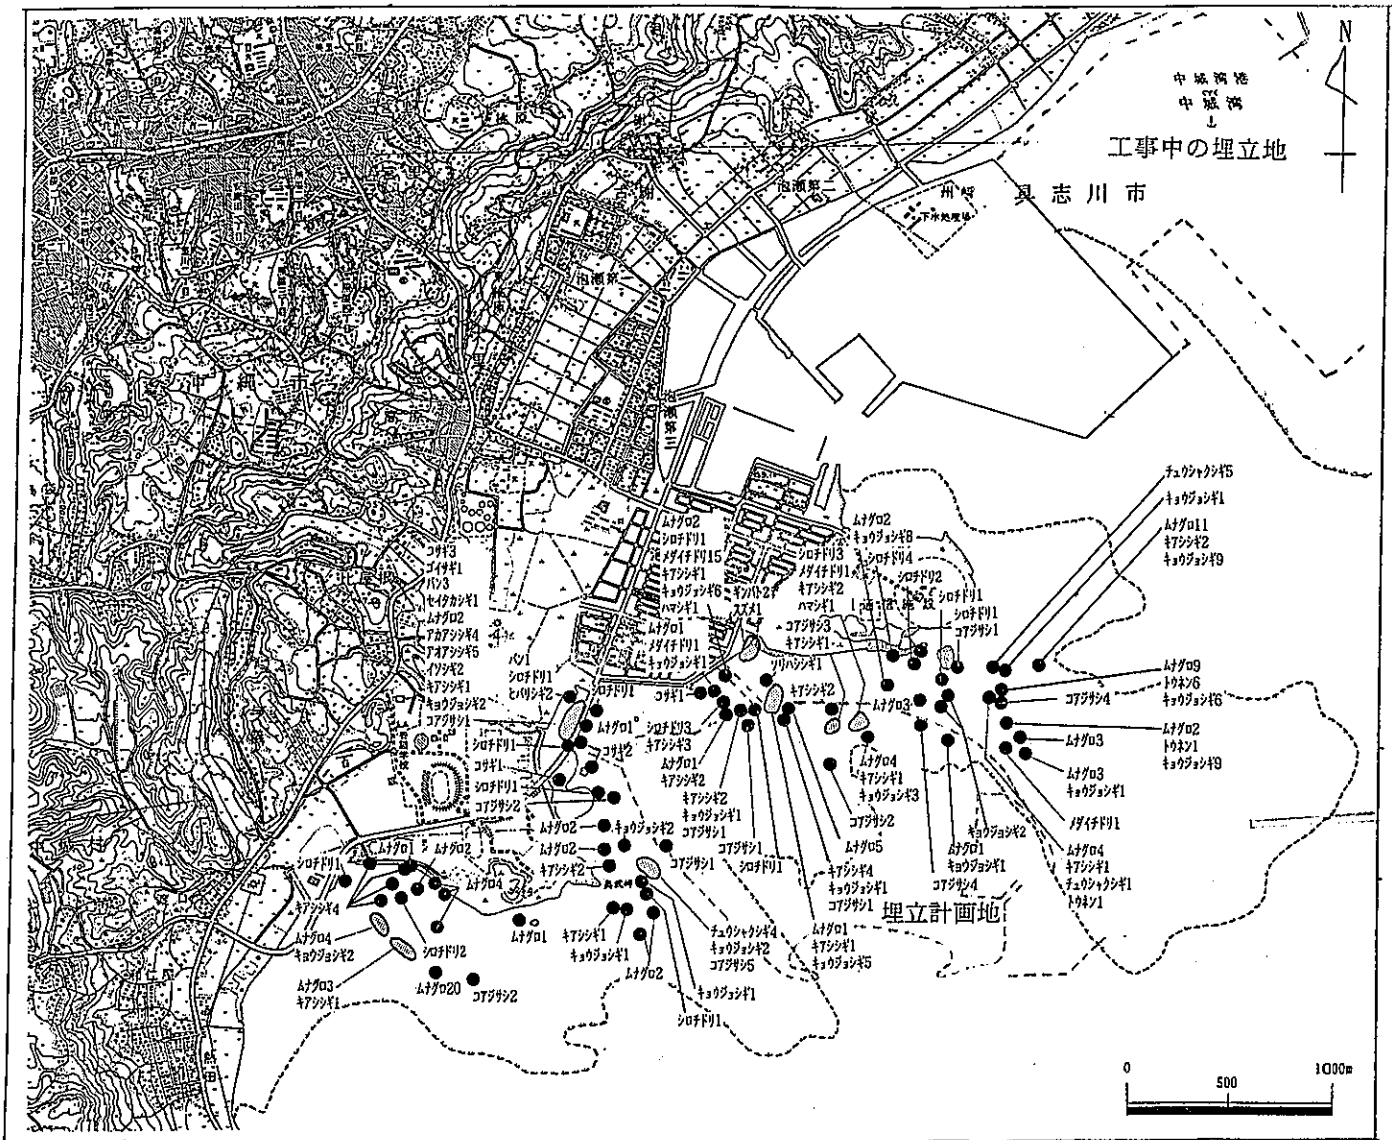 N
中城湾港
中城湾
工事中の埋立地
具志川市
州崎
下水処理場
泡瀬第二
泡瀬第一
泡瀬第三
沖縄市
チュウシャクシギ5
キョウジョシギ1
ムナグロ11
キアシシギ2
キョウジョシギ9
ムナグロ2
キョウジョシギ8
シロチドリ4
シロチドリ2
シロチドリ1
シロチドリ1
コアジサシ1
ムナグロ2
シロチドリ1
メダイチドリ15
キアシシギ1
キョウジョシギ6
ハマシギ1
ムナグロ1
メダイチドリ1
キョウジョシギ1
ギンバト2
スズメ1
シロチドリ3
メダイチドリ1
キアシシギ2
ハマシギ1
コアジサシ3
キアシシギ1
ソリハシシギ1
コサギ3
ゴイサギ1
バン3
セイタカシギ1
ムナグロ2
アカアシシギ4
アオアシシギ5
イソシギ2
キアシシギ1
キョウジョシギ2
コアジサシ1
バン1
シロチドリ1
ヒバリシギ2
シロチドリ1
コサギ1
ムナグロ1
コサギ2
シロチドリ3
キアシシギ3
ムナグロ1
キアシシギ2
キアシシギ2
ムナグロ3
ムナグロ9
トウネン6
キョウジョシギ6
コアジサシ4
ムナグロ2
トウネン1
キョウジョシギ9
ムナグロ3
ムナグロ3
キョウジョシギ1
シロチドリ1
コサギ1
シロチドリ1
コアジサシ2
キアシシギ2
キョウジョシギ1
コアジサシ1
コアジサシ1
シロチドリ1
ムナグロ4
キアシシギ1
キョウジョシギ3
コアジサシ2
ムナグロ5
キョウジョシギ2
メダイチドリ1
ムナグロ1
キョウジョシギ1
コアジサシ4
ムナグロ4
キアシシギ1
チュウシャクシギ1
トウネン1
ムナグロ2
キョウジョシギ2
ムナグロ2
キアシシギ2
コアジサシ1
奥武岬
キアシシギ4
キョウジョシギ1
コアジサシ1
ムナグロ1
キアシシギ1
キョウジョシギ5
埋立計画地
シロチドリ1
ムナグロ1
ムナグロ2
ムナグロ4
キアシシギ4
ムナグロ4
キョウジョシギ2
シロチドリ2
ムナグロ1
キアシシギ1
キョウジョシギ1
チュウシャクシギ4
キョウジョシギ2
コアジサシ5
ムナグロ3
キアシシギ1
ムナグロ20
コアジサシ2
ムナグロ2
キョウジョシギ1
シロチドリ1
0
500
1000m